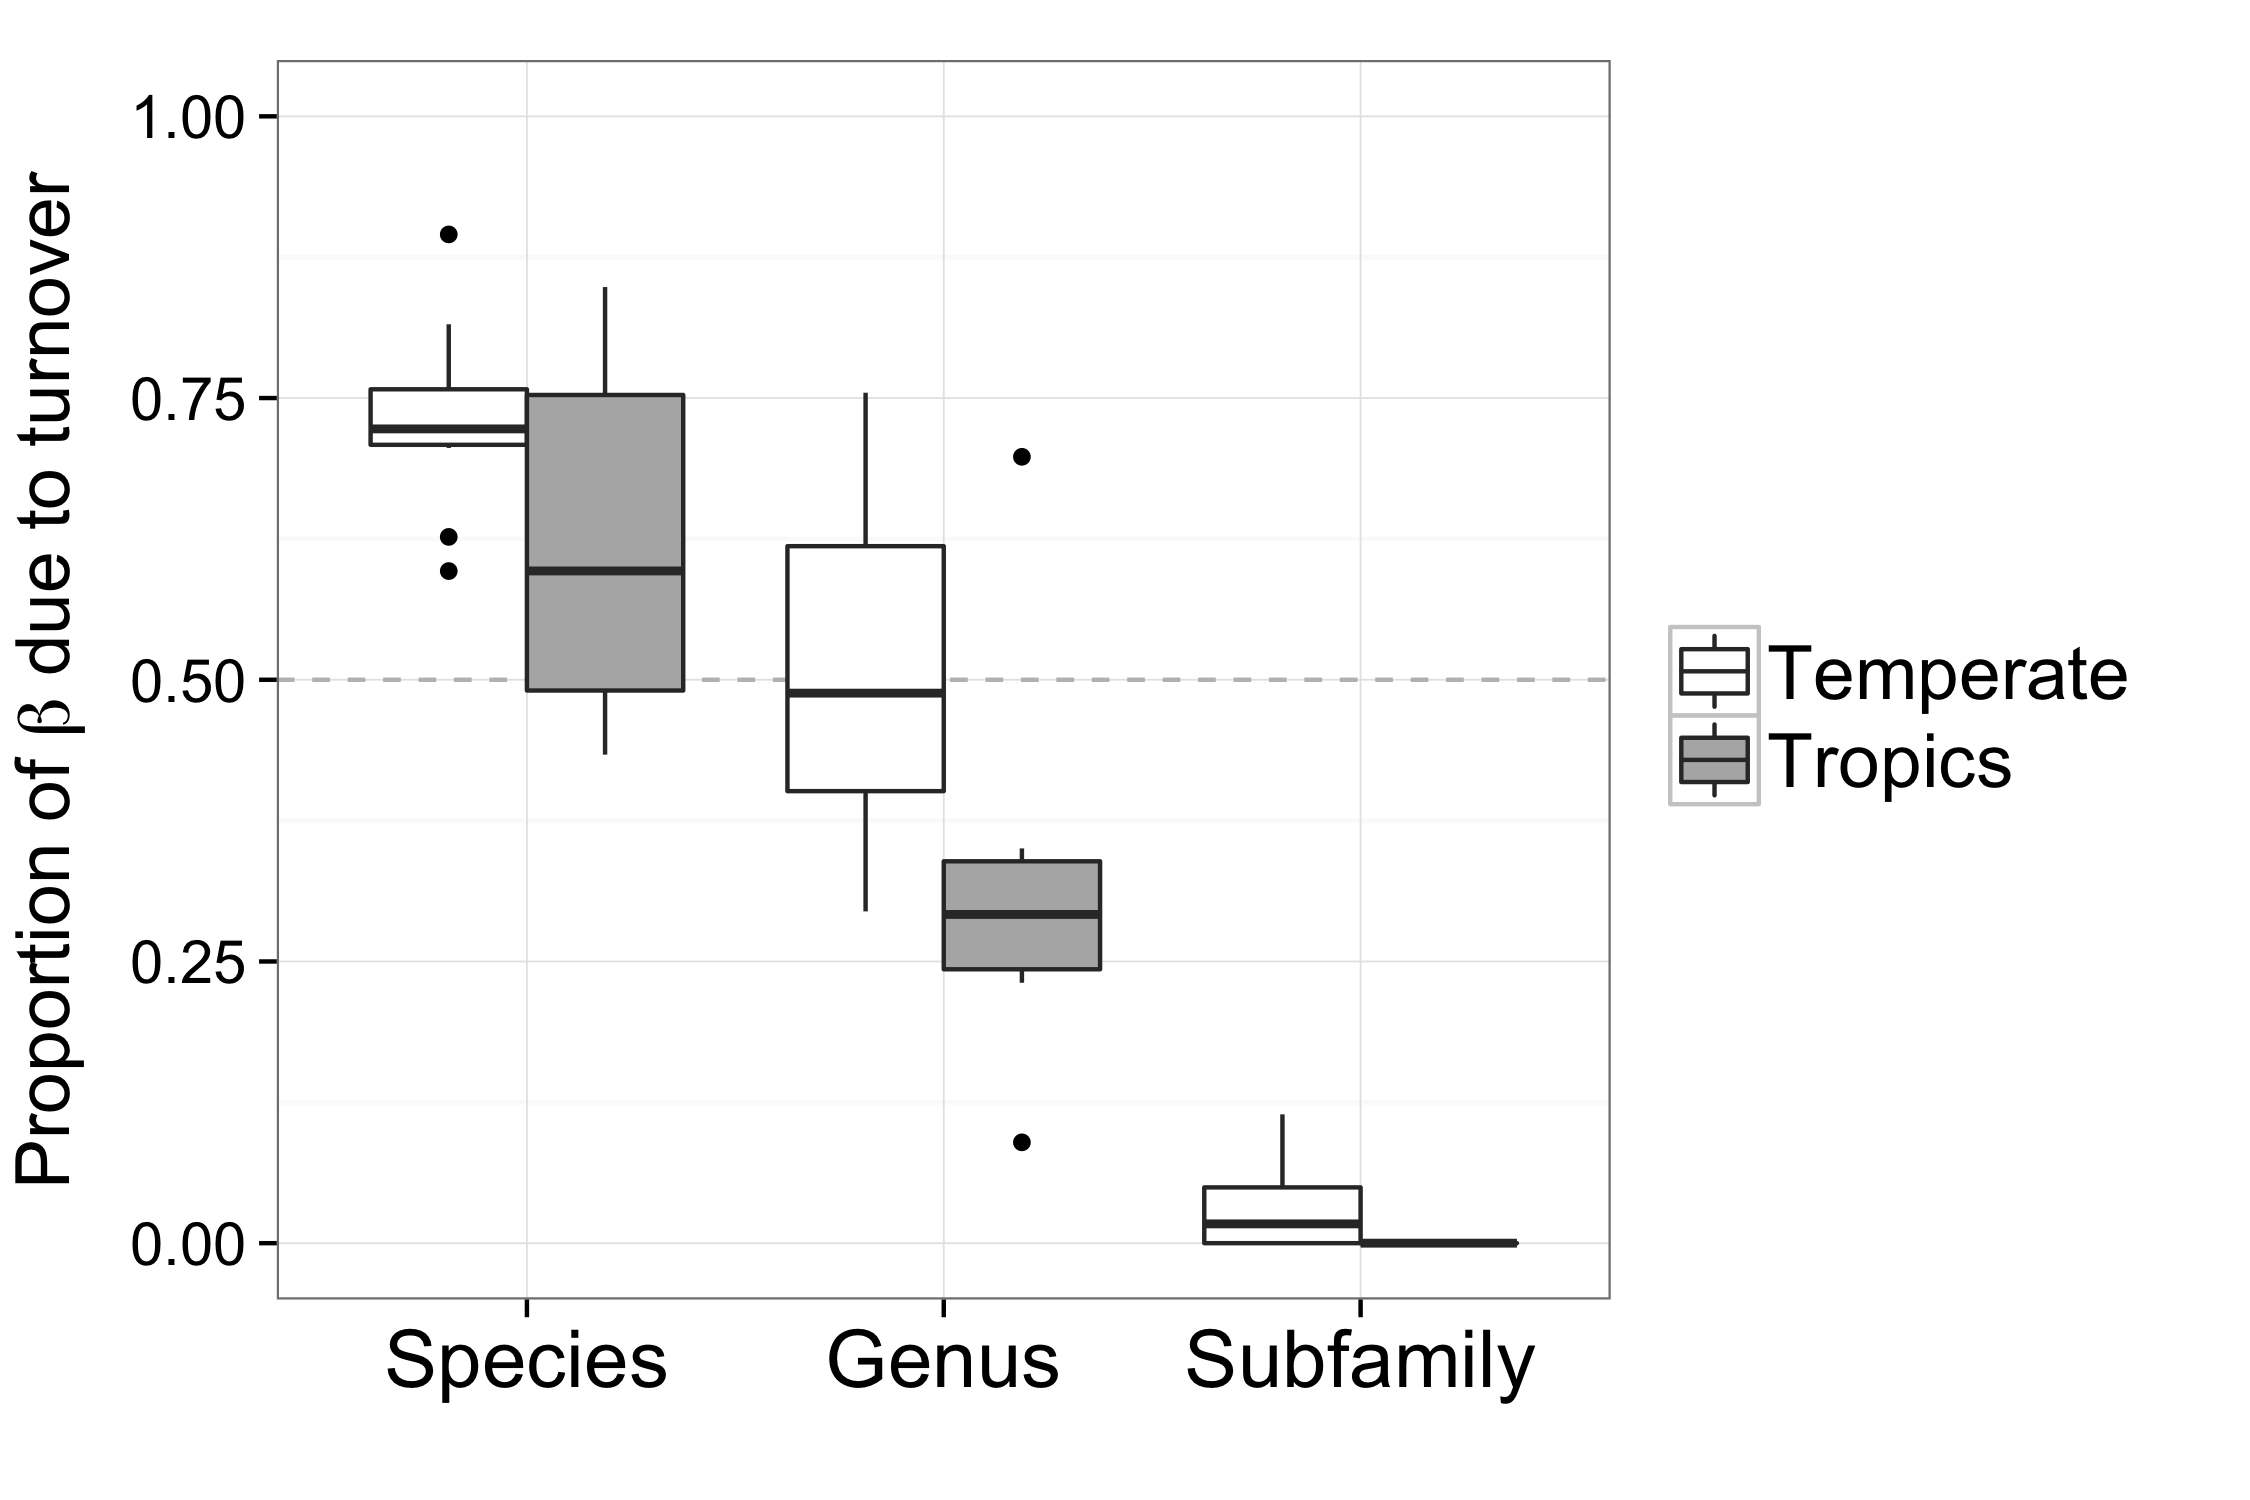 Proportion of β due to turnover
1.00
0.75
0.50
0.25
0.00
Species
Genus
Subfamily
Temperate
Tropics